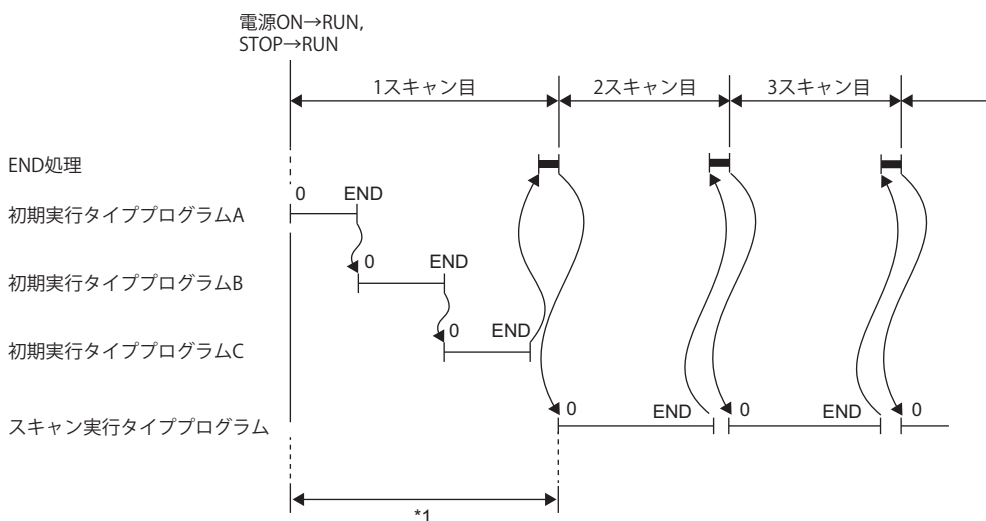 電源ON→RUN,
STOP→RUN
1スキャン目 2スキャン目 3スキャン目
END処理
0 END
初期実行タイププログラムA
0 END
初期実行タイププログラムB
0 END
初期実行タイププログラムC
0 END 0 END 0
スキャン実行タイププログラム
*1